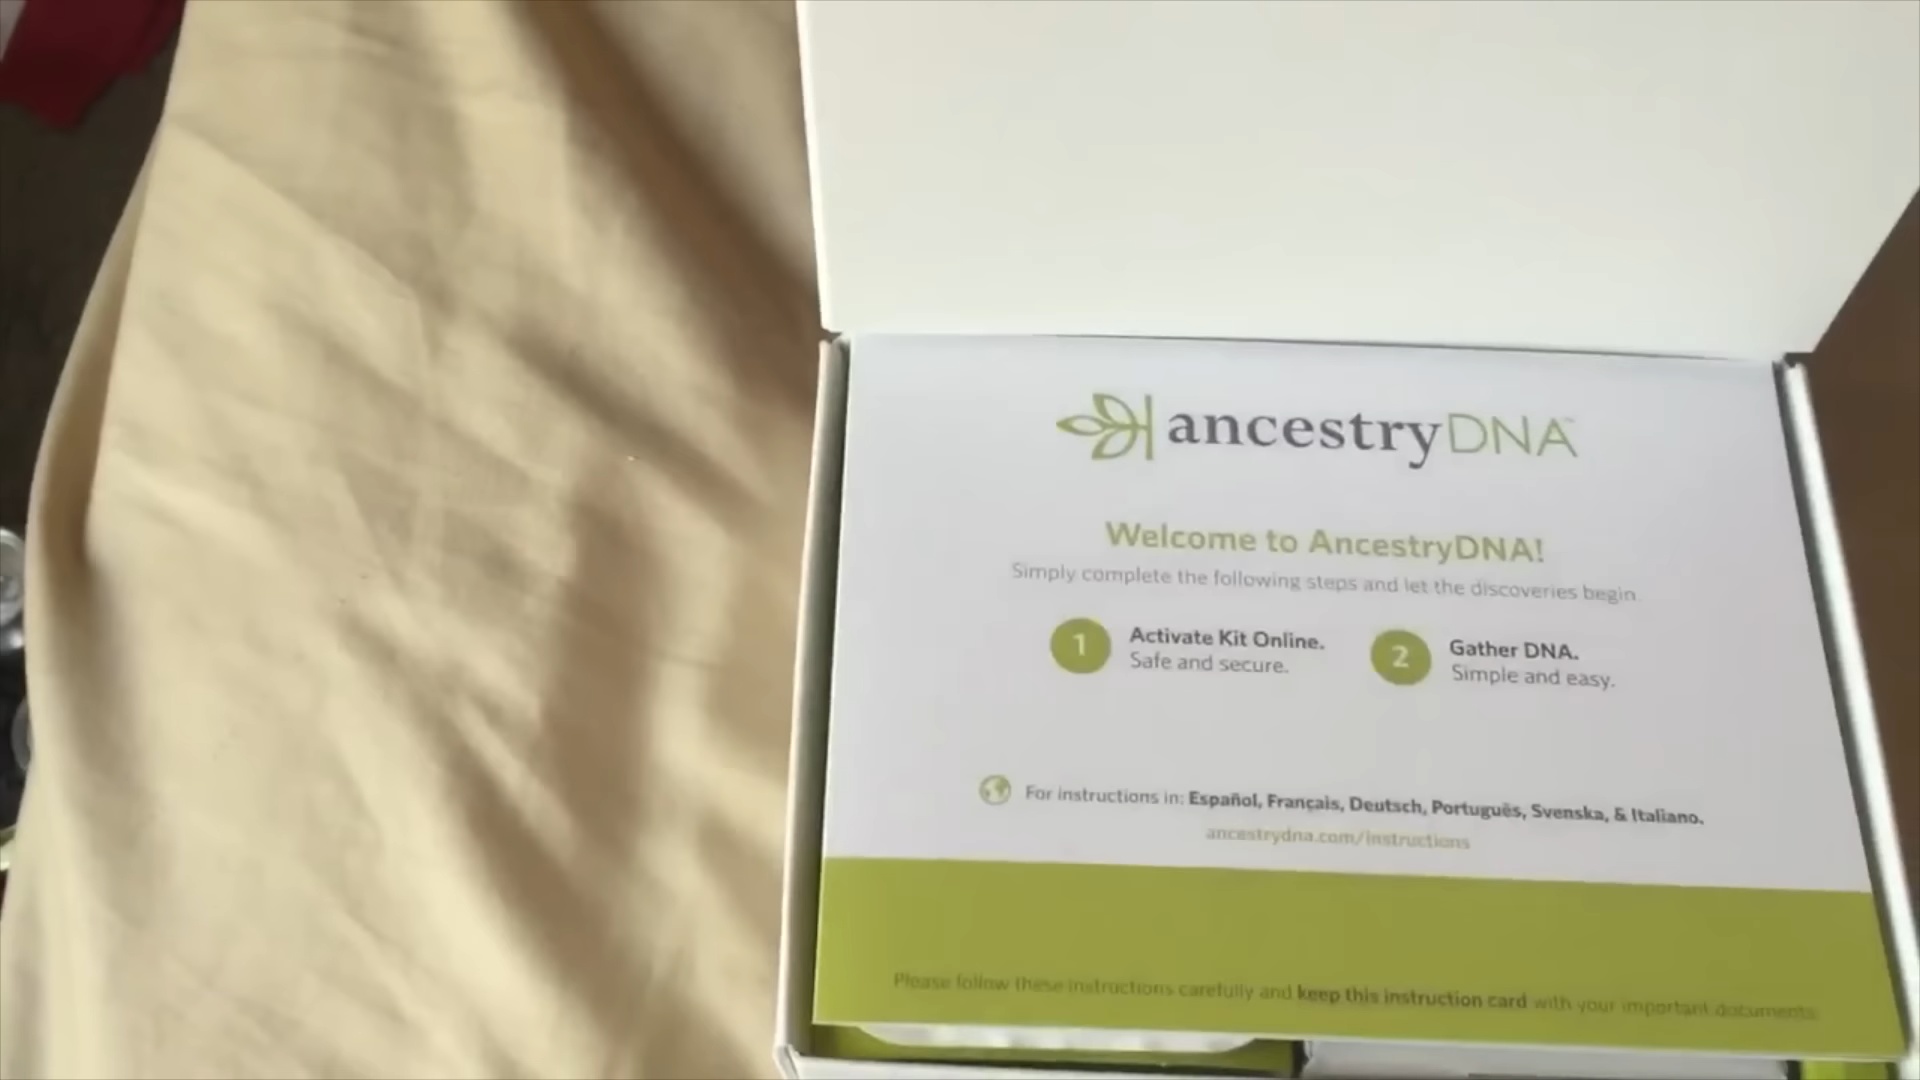 ancestryDNA™
Welcome to AncestryDNA!
Simply complete the following steps and let the discoveries begin.
1 Activate Kit Online.
Safe and secure.
2 Gather DNA.
Simple and easy.
For instructions in: Español, Français, Deutsch, Português, Svenska, & Italiano.
ancestrydna.com/instructions
Please follow these instructions carefully and keep this instruction card with your important documents.